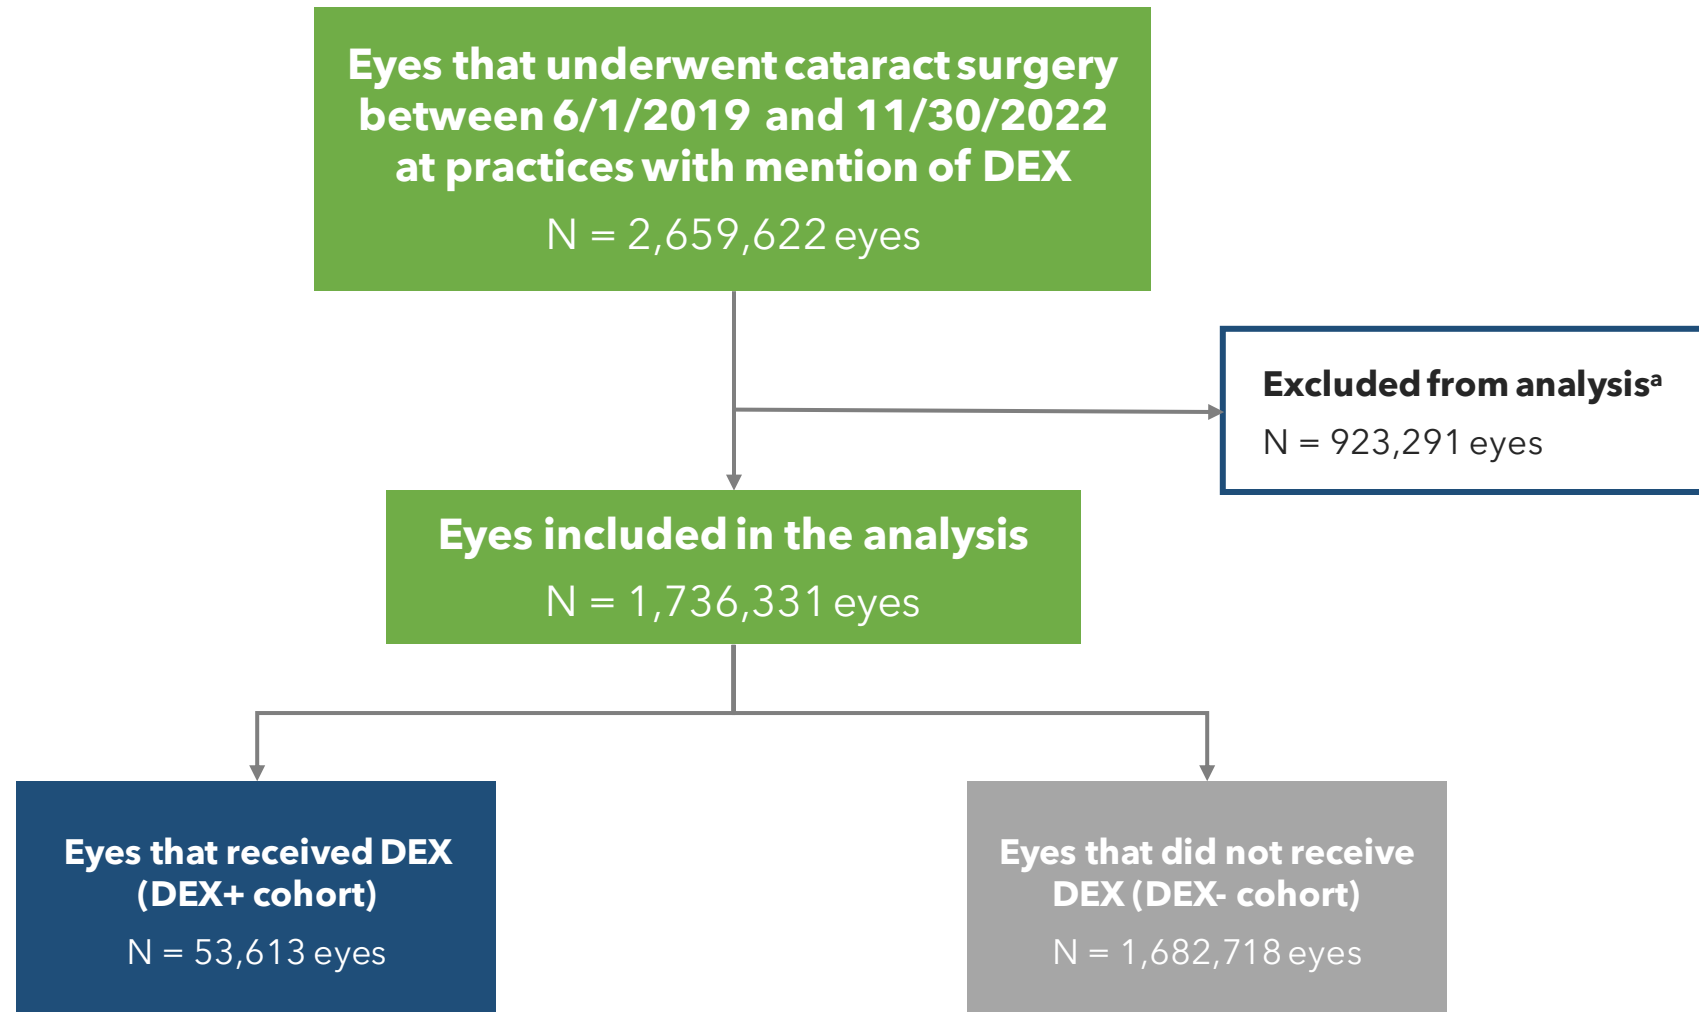 Eyes that underwent cataract surgery
between 6/1/2019 and 11/30/2022
at practices with mention of DEX
N = 2,659,622 eyes
Excluded from analysisᵃ
N = 923,291 eyes
Eyes included in the analysis
N = 1,736,331 eyes
Eyes that received DEX
(DEX+ cohort)
N = 53,613 eyes
Eyes that did not receive
DEX (DEX- cohort)
N = 1,682,718 eyes